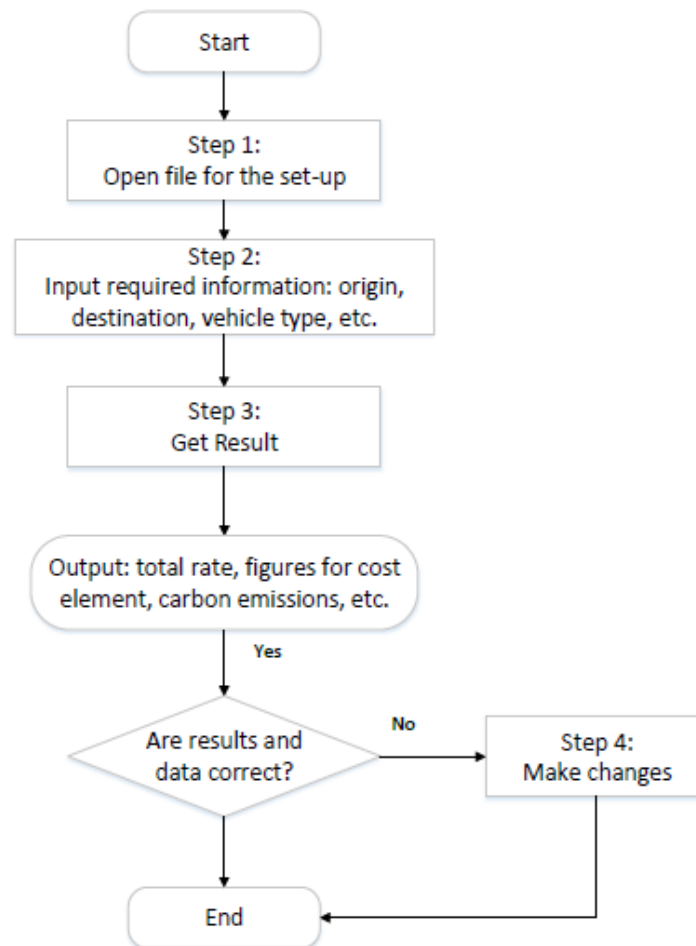 Start
Step 1:
Open file for the set-up
Step 2:
Input required information: origin,
destination, vehicle type, etc.
Step 3:
Get Result
Output: total rate, figures for cost
element, carbon emissions, etc.
Yes
Are results and
data correct?
No
Step 4:
Make changes
End